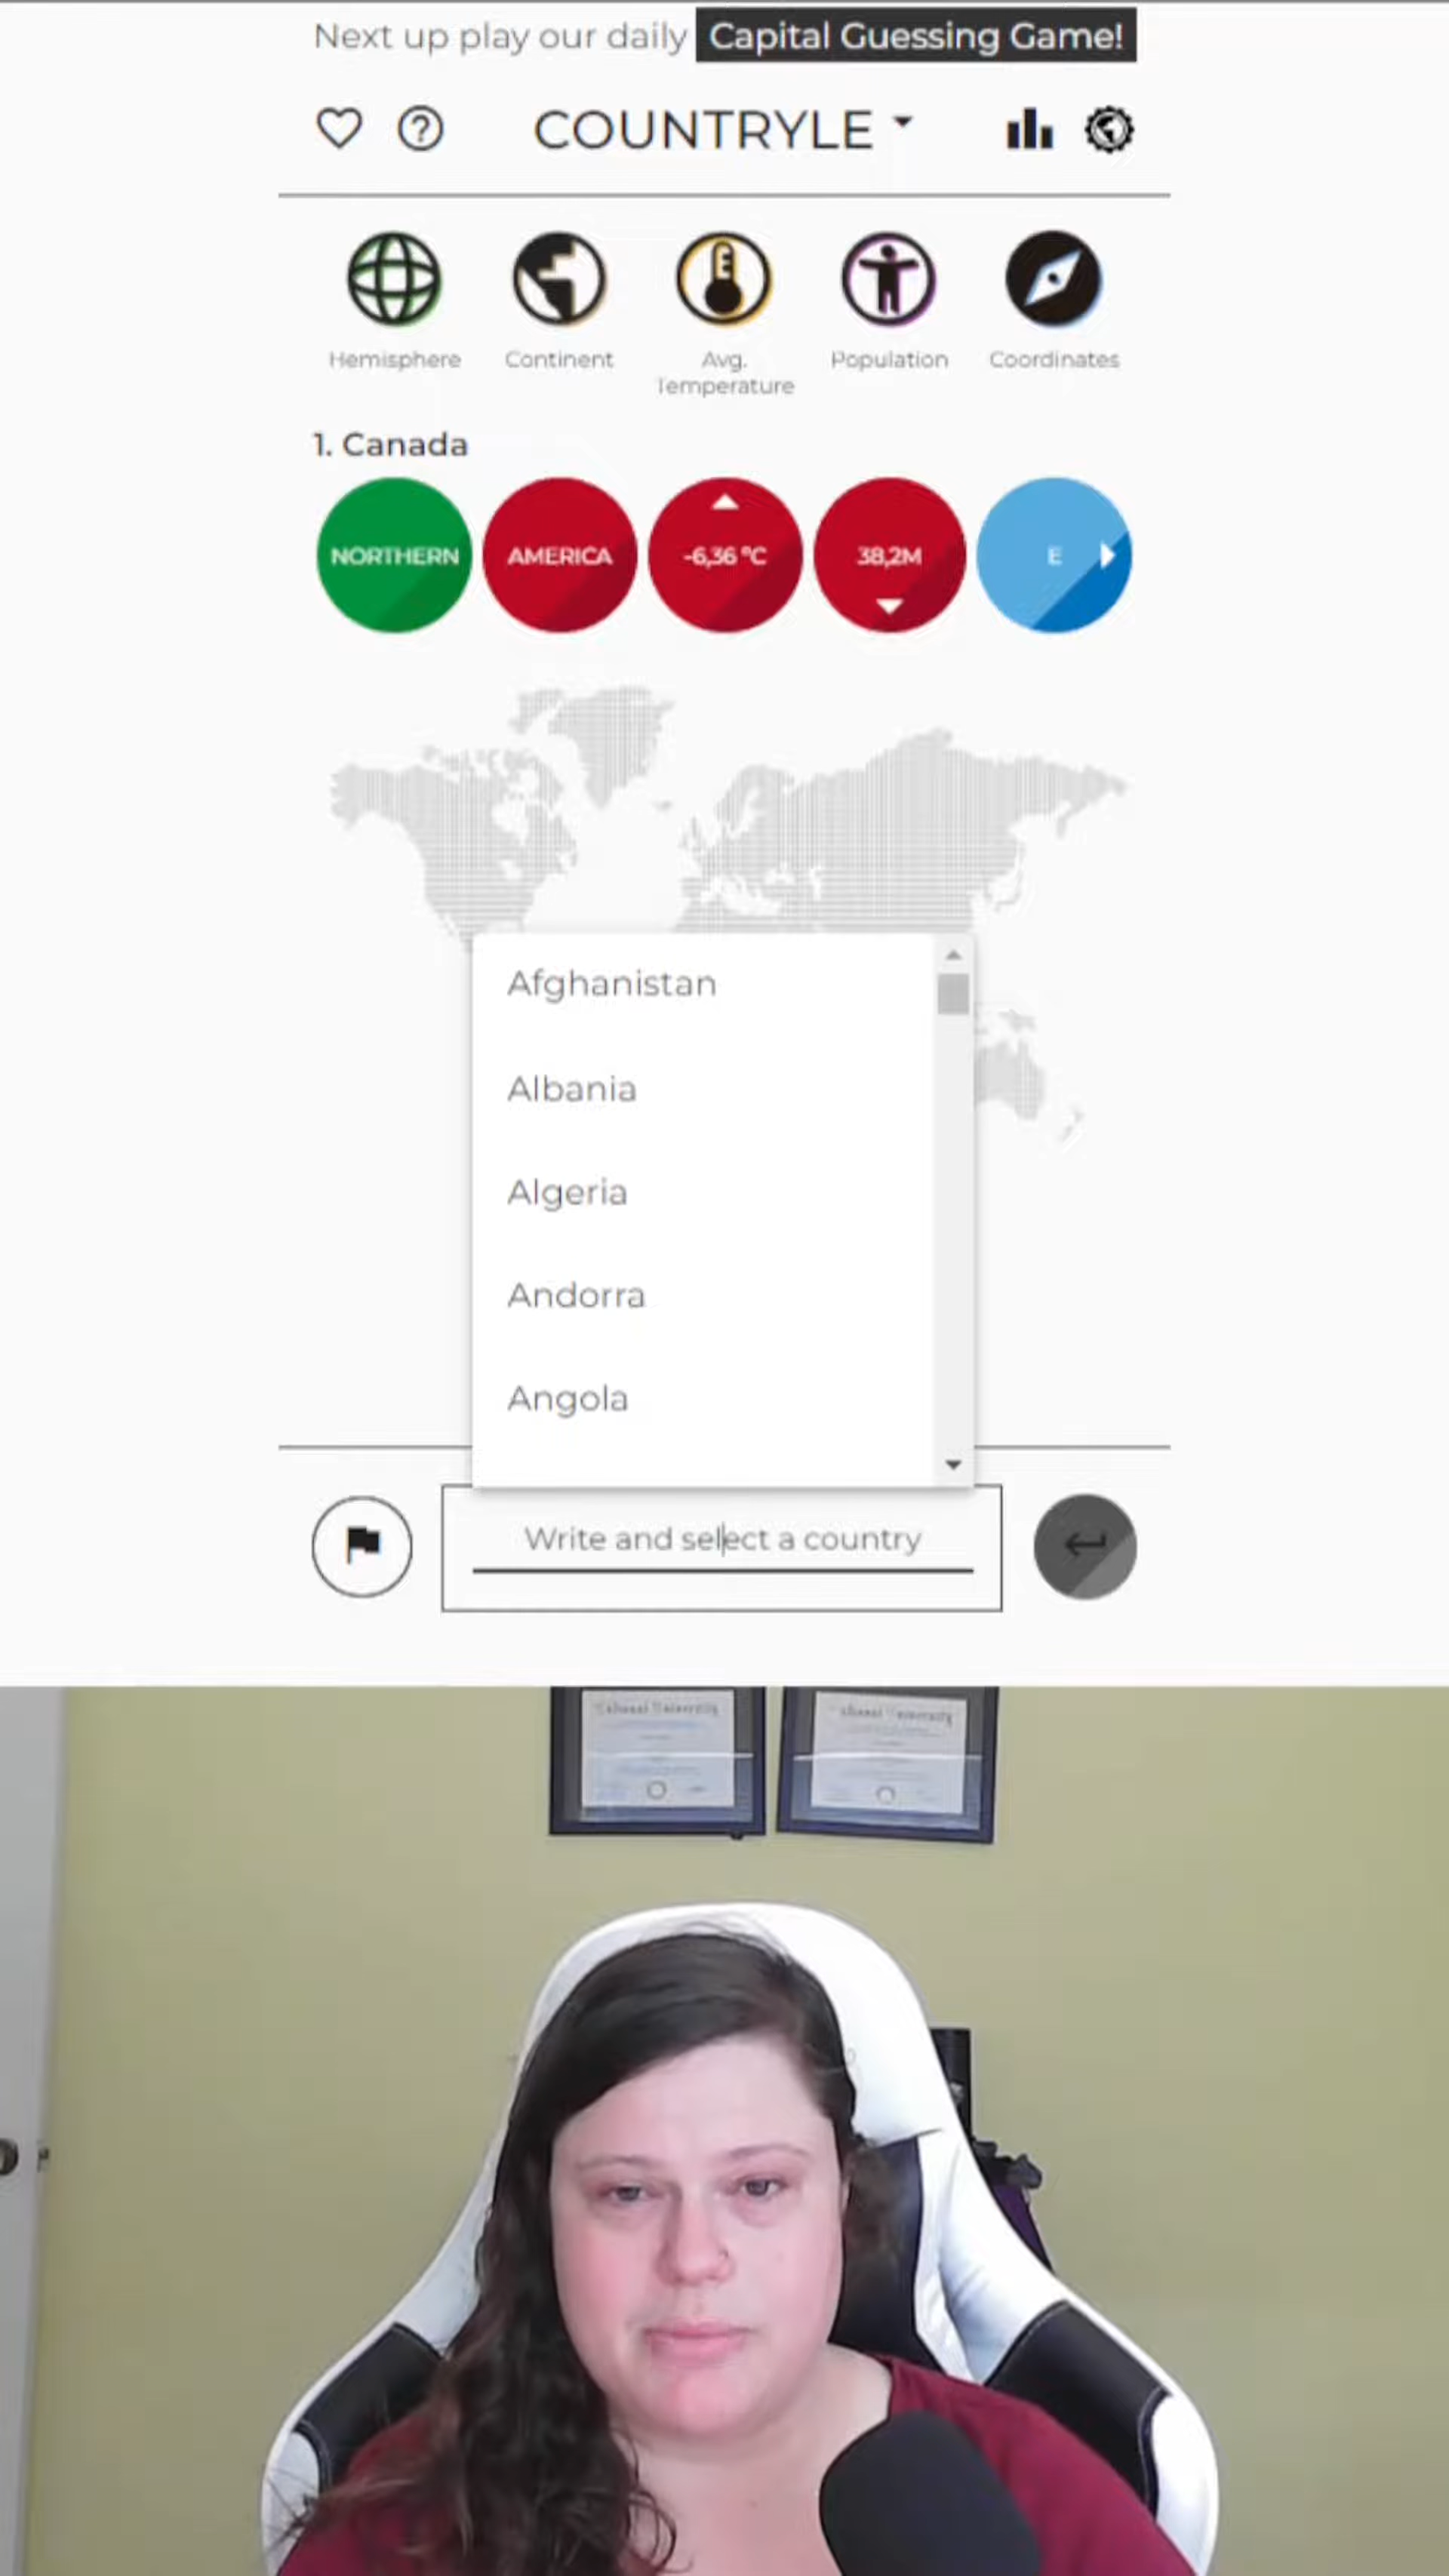 Next up play our daily Capital Guessing Game!
COUNTRYLE
Hemisphere
Continent
Avg.
Temperature
Population
Coordinates
1. Canada
NORTHERN
AMERICA
-6,36 ºC
38,2M
E
Afghanistan
Albania
Algeria
Andorra
Angola
Write and select a country